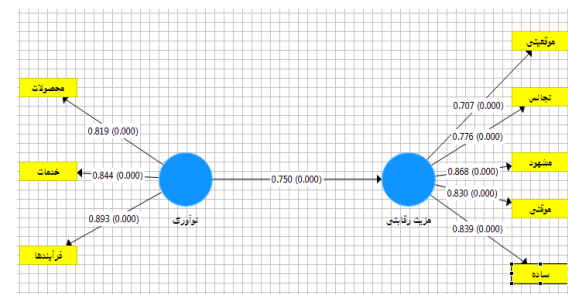 موقعیتی
تجانس
مشهود
موقتی
ساده
0.707 (0.000)
0.776 (0.000)
0.868 (0.000)
0.830 (0.000)
0.839 (0.000)
مزیت رقابتی
0.750 (0.000)
نوآوری
0.819 (0.000)
0.844 (0.000)
0.893 (0.000)
محصولات
خدمات
فرآیندها